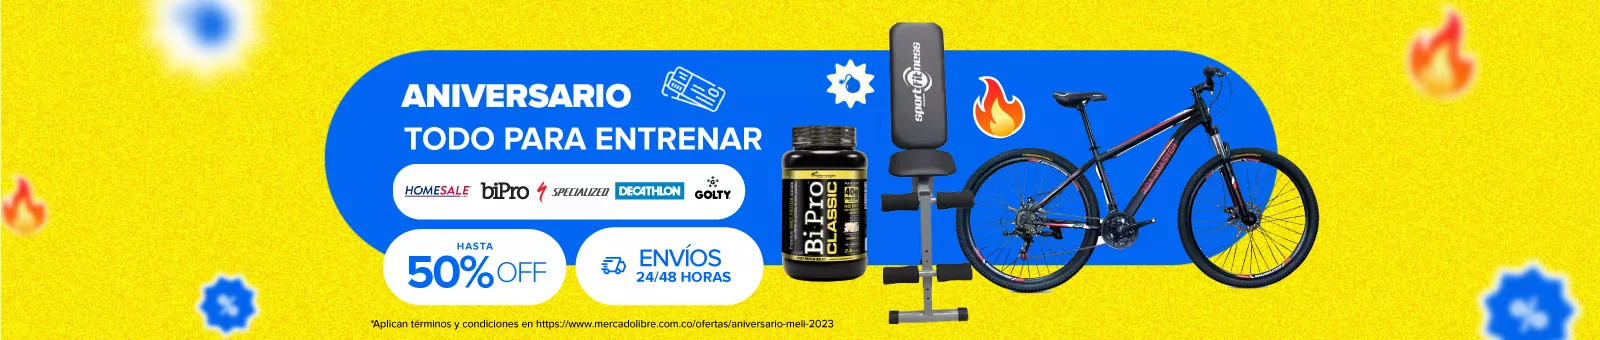 ANIVERSARIO
TODO PARA ENTRENAR
HOMESALE biPro SPECIALIZED DECATHLON GOLTY
HASTA
50% OFF
ENVÍOS
24/48 HORAS
*Aplican términos y condiciones en https://www.mercadolibre.com.co/ofertas/aniversario-meli-2023
Bi-Pro
CLASSIC
40g
sportfitness
%
%